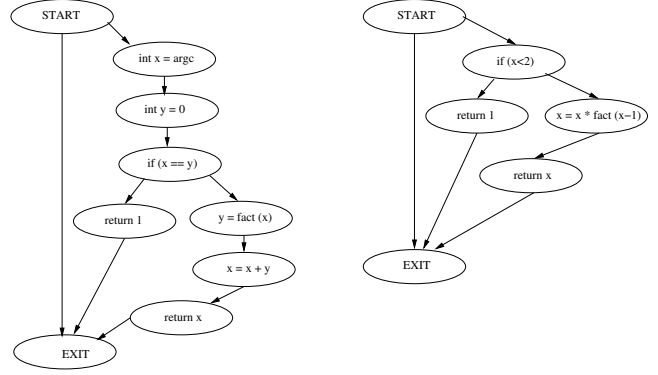 START
int x = argc
int y = 0
if (x == y)
return 1
y = fact (x)
x = x + y
return x
EXIT
START
if (x<2)
return 1
x = x * fact (x−1)
return x
EXIT